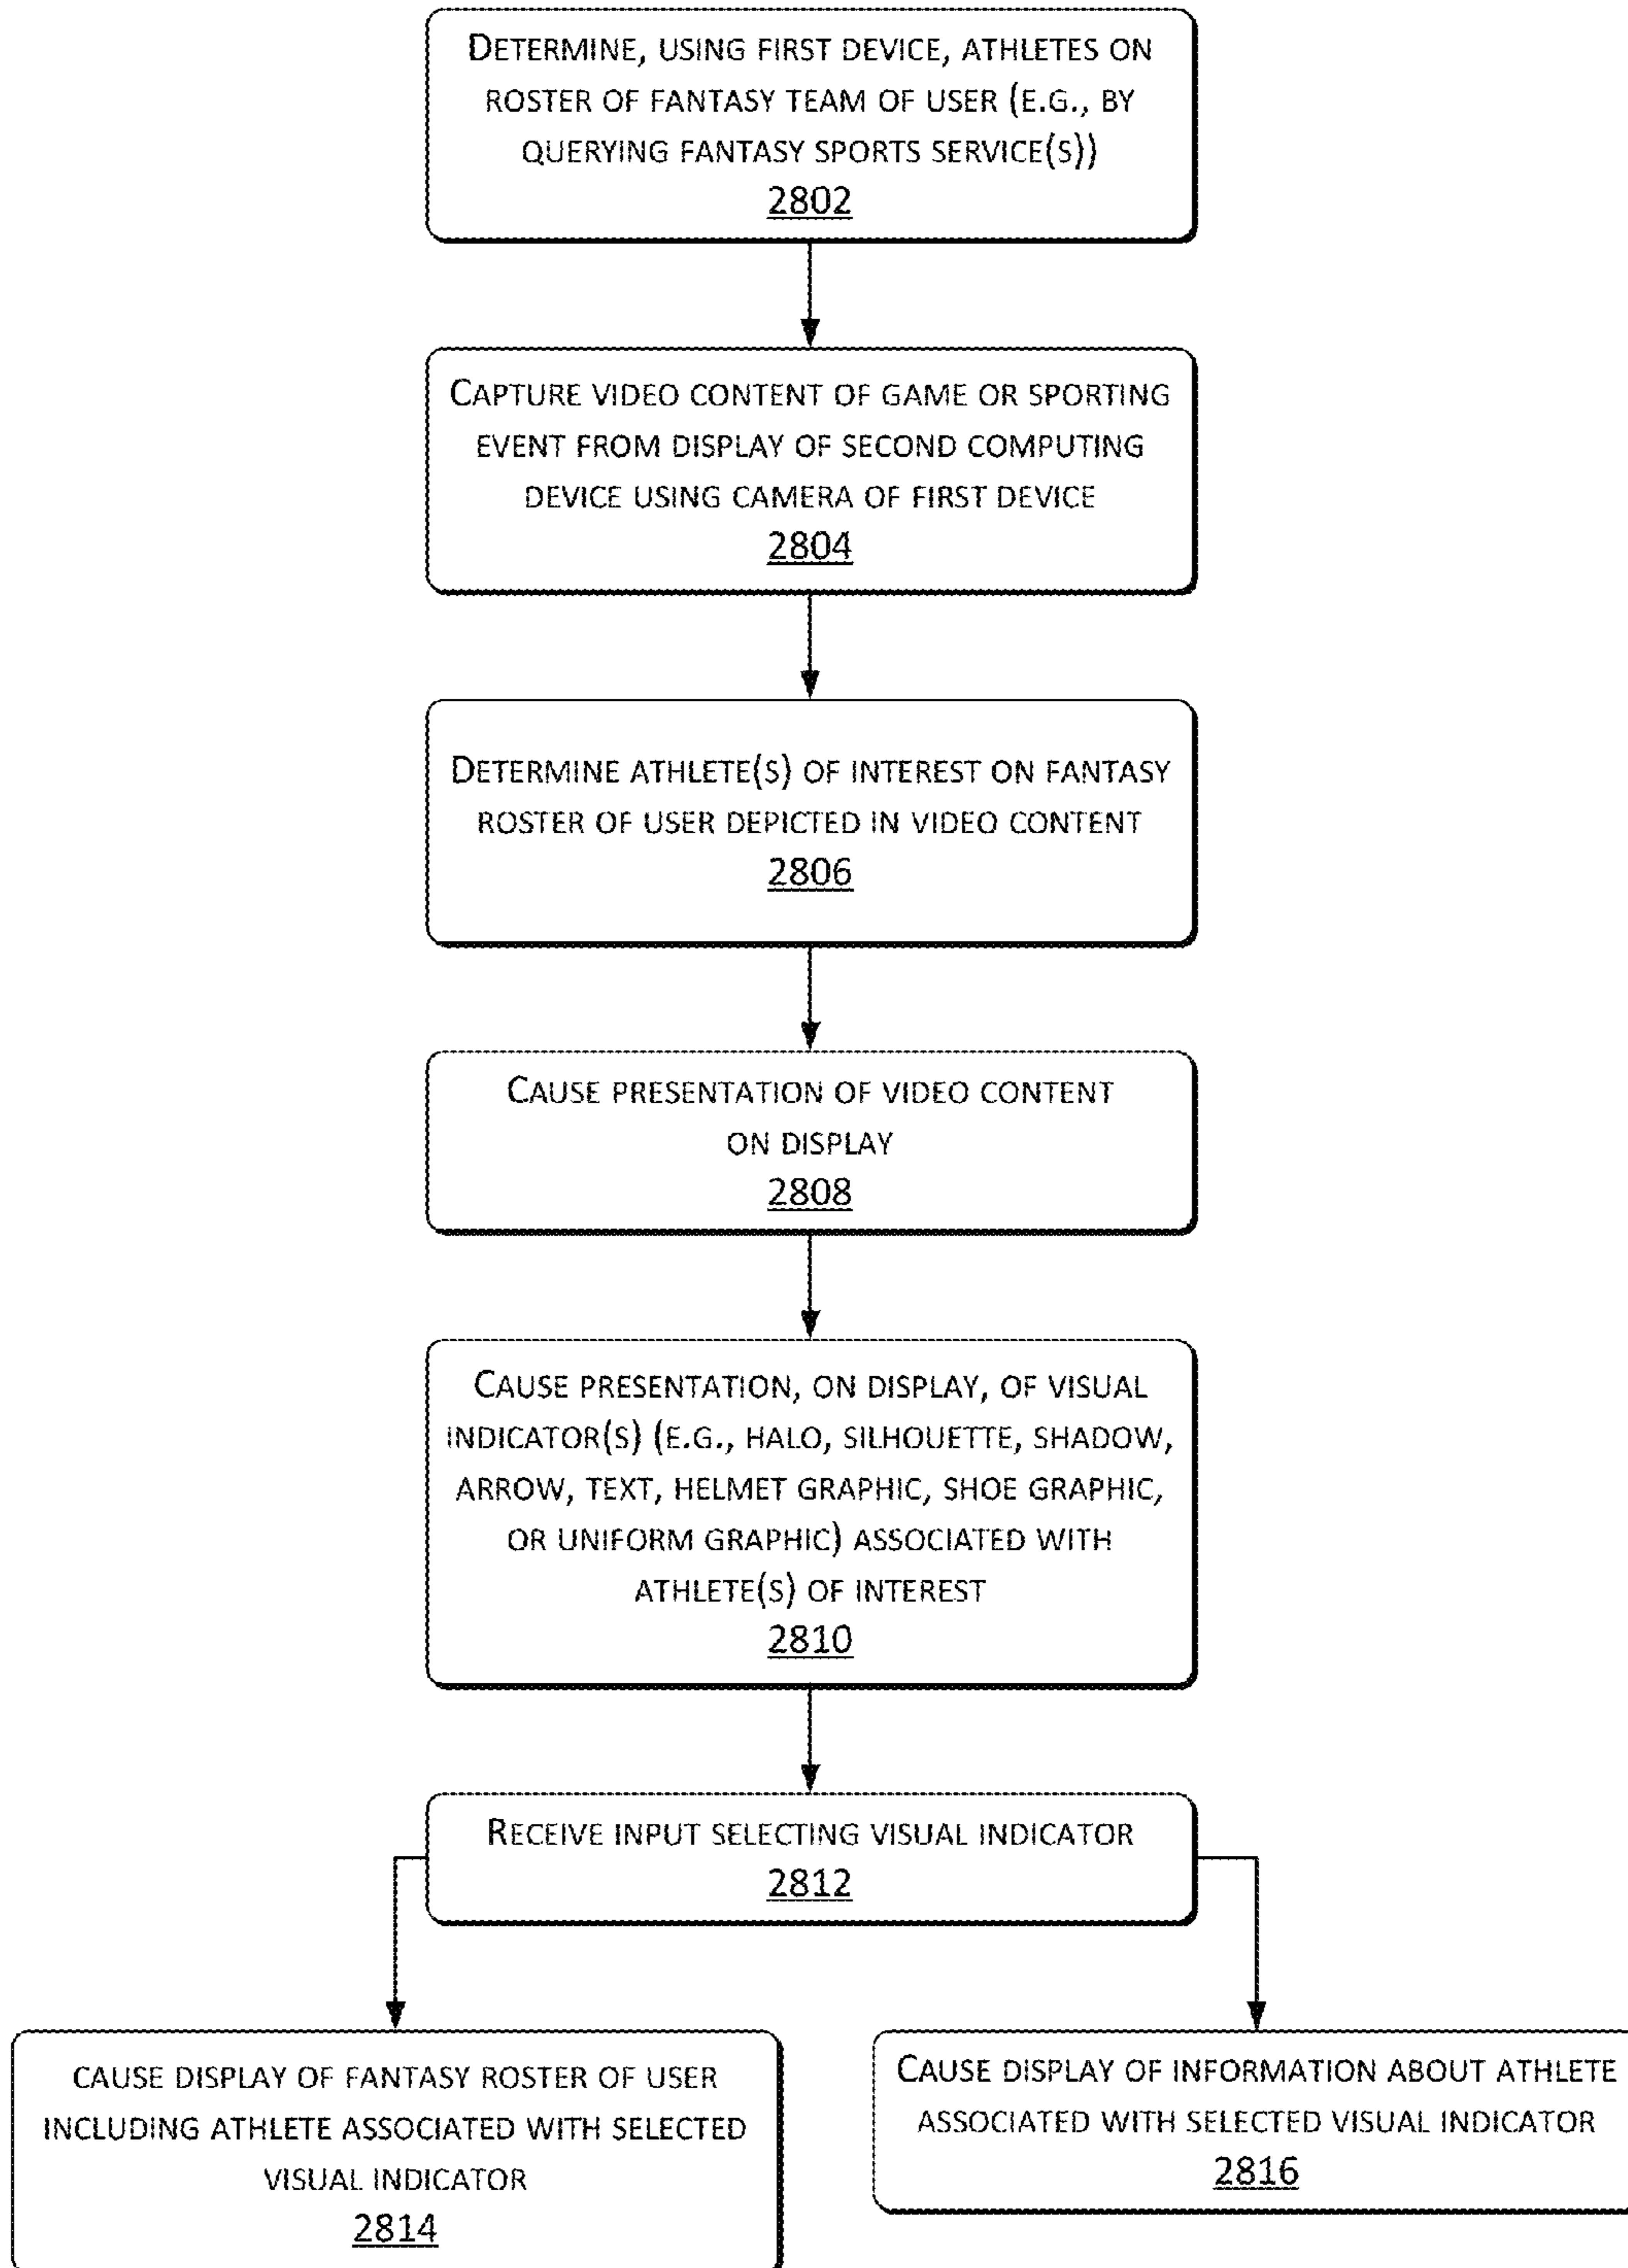 DETERMINE, USING FIRST DEVICE, ATHLETES ON
ROSTER OF FANTASY TEAM OF USER (E.G., BY
QUERYING FANTASY SPORTS SERVICE(S))
2802
CAPTURE VIDEO CONTENT OF GAME OR SPORTING
EVENT FROM DISPLAY OF SECOND COMPUTING
DEVICE USING CAMERA OF FIRST DEVICE
2804
DETERMINE ATHLETE(S) OF INTEREST ON FANTASY
ROSTER OF USER DEPICTED IN VIDEO CONTENT
2806
CAUSE PRESENTATION OF VIDEO CONTENT
ON DISPLAY
2808
CAUSE PRESENTATION, ON DISPLAY, OF VISUAL
INDICATOR(S) (E.G., HALO, SILHOUETTE, SHADOW,
ARROW, TEXT, HELMET GRAPHIC, SHOE GRAPHIC,
OR UNIFORM GRAPHIC) ASSOCIATED WITH
ATHLETE(S) OF INTEREST
2810
RECEIVE INPUT SELECTING VISUAL INDICATOR
2812
CAUSE DISPLAY OF FANTASY ROSTER OF USER
INCLUDING ATHLETE ASSOCIATED WITH SELECTED
VISUAL INDICATOR
2814
CAUSE DISPLAY OF INFORMATION ABOUT ATHLETE
ASSOCIATED WITH SELECTED VISUAL INDICATOR
2816